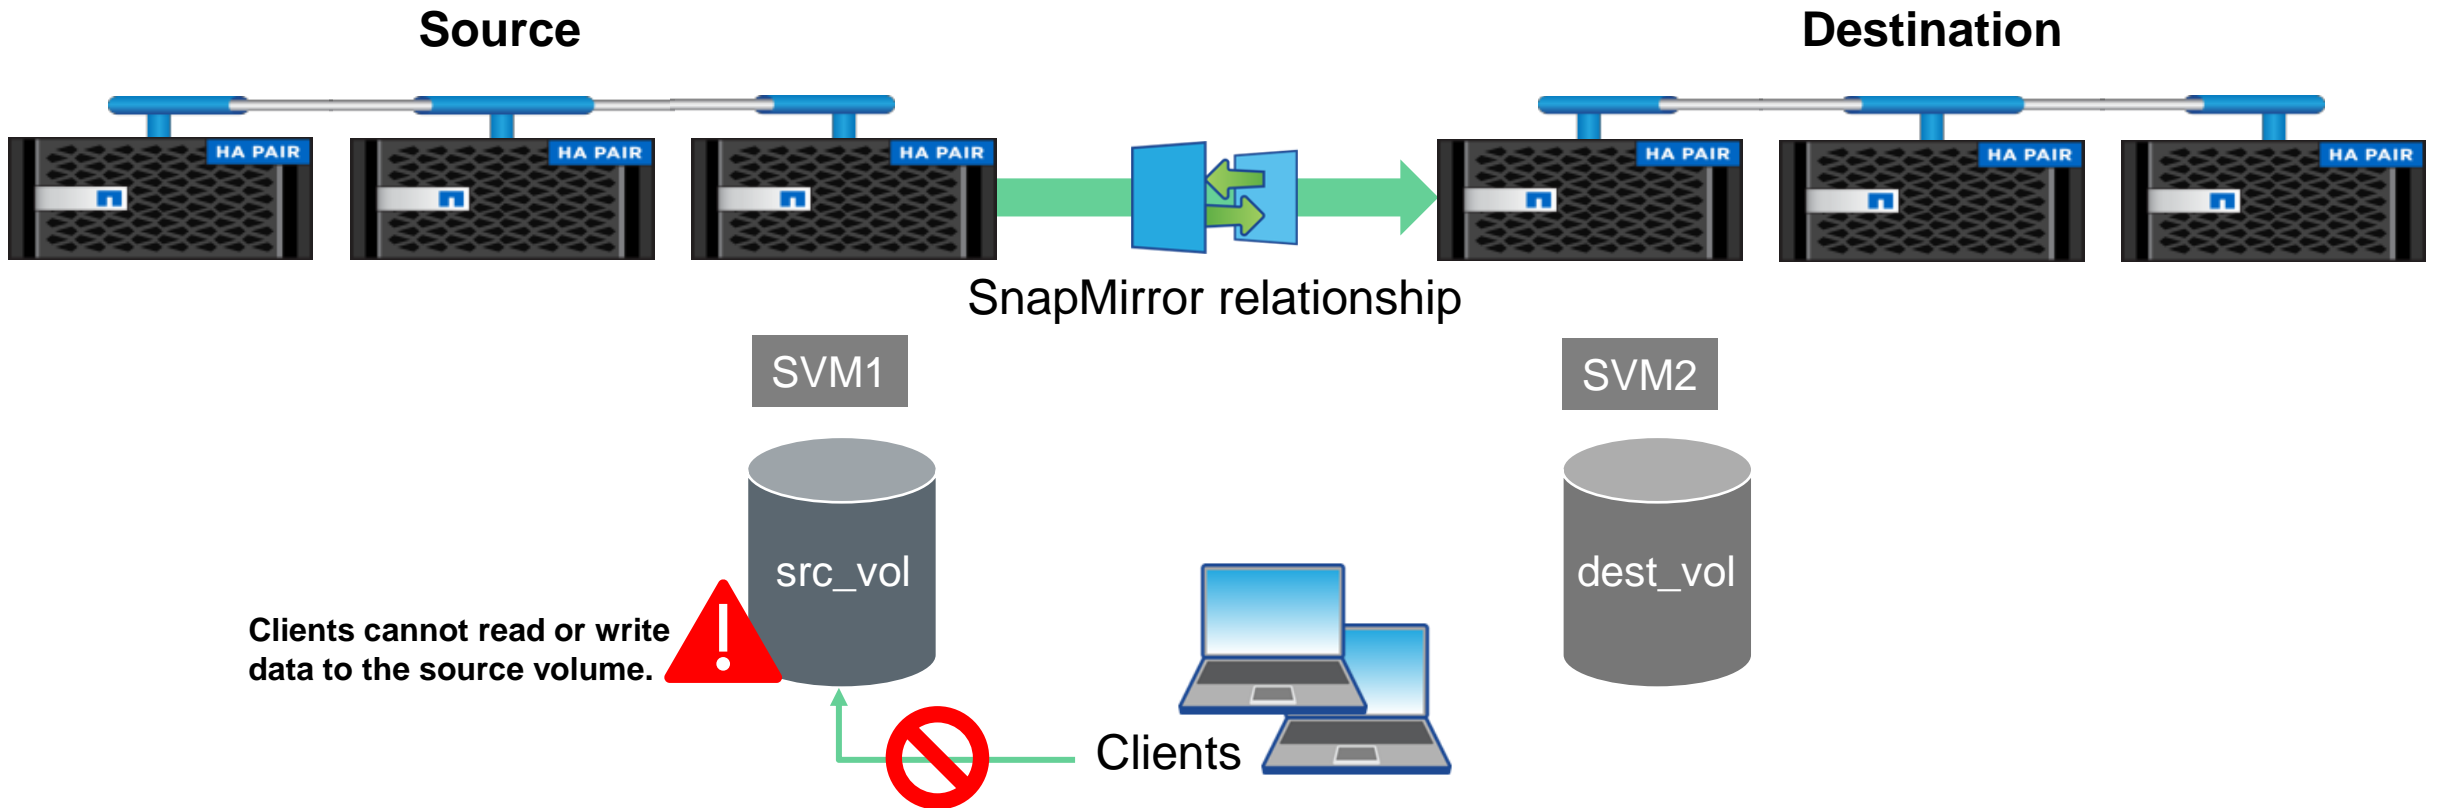 Source
Destination
HA PAIR
HA PAIR
HA PAIR
HA PAIR
HA PAIR
HA PAIR
SnapMirror relationship
SVM1
SVM2
src_vol
dest_vol
Clients cannot read or write
data to the source volume.
Clients